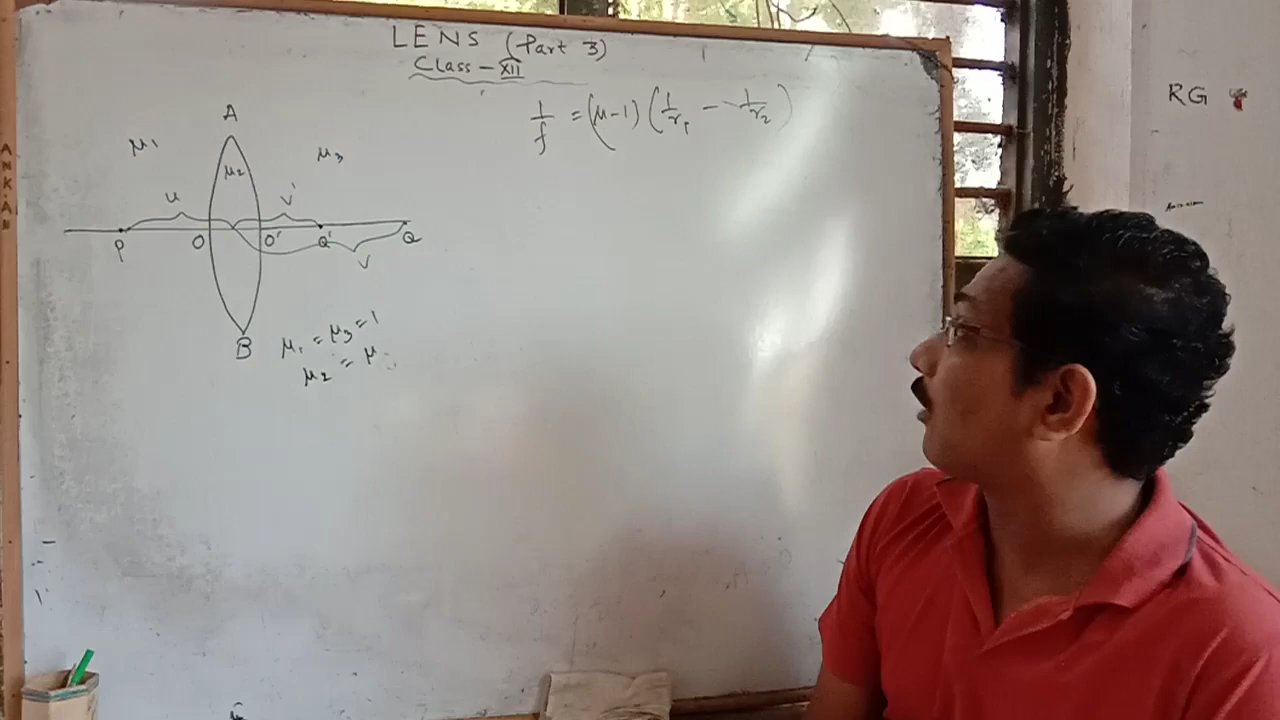 LENS (Part 3)
Class - XII
1/f = (μ-1) (1/r₁ - 1/r₂)
A
μ₁
μ₂
μ₃
u
v'
P
O
O'
Q'
Q
v
B
μ₁ = μ₃ = 1
μ₂ = μ
RG
ANKAN